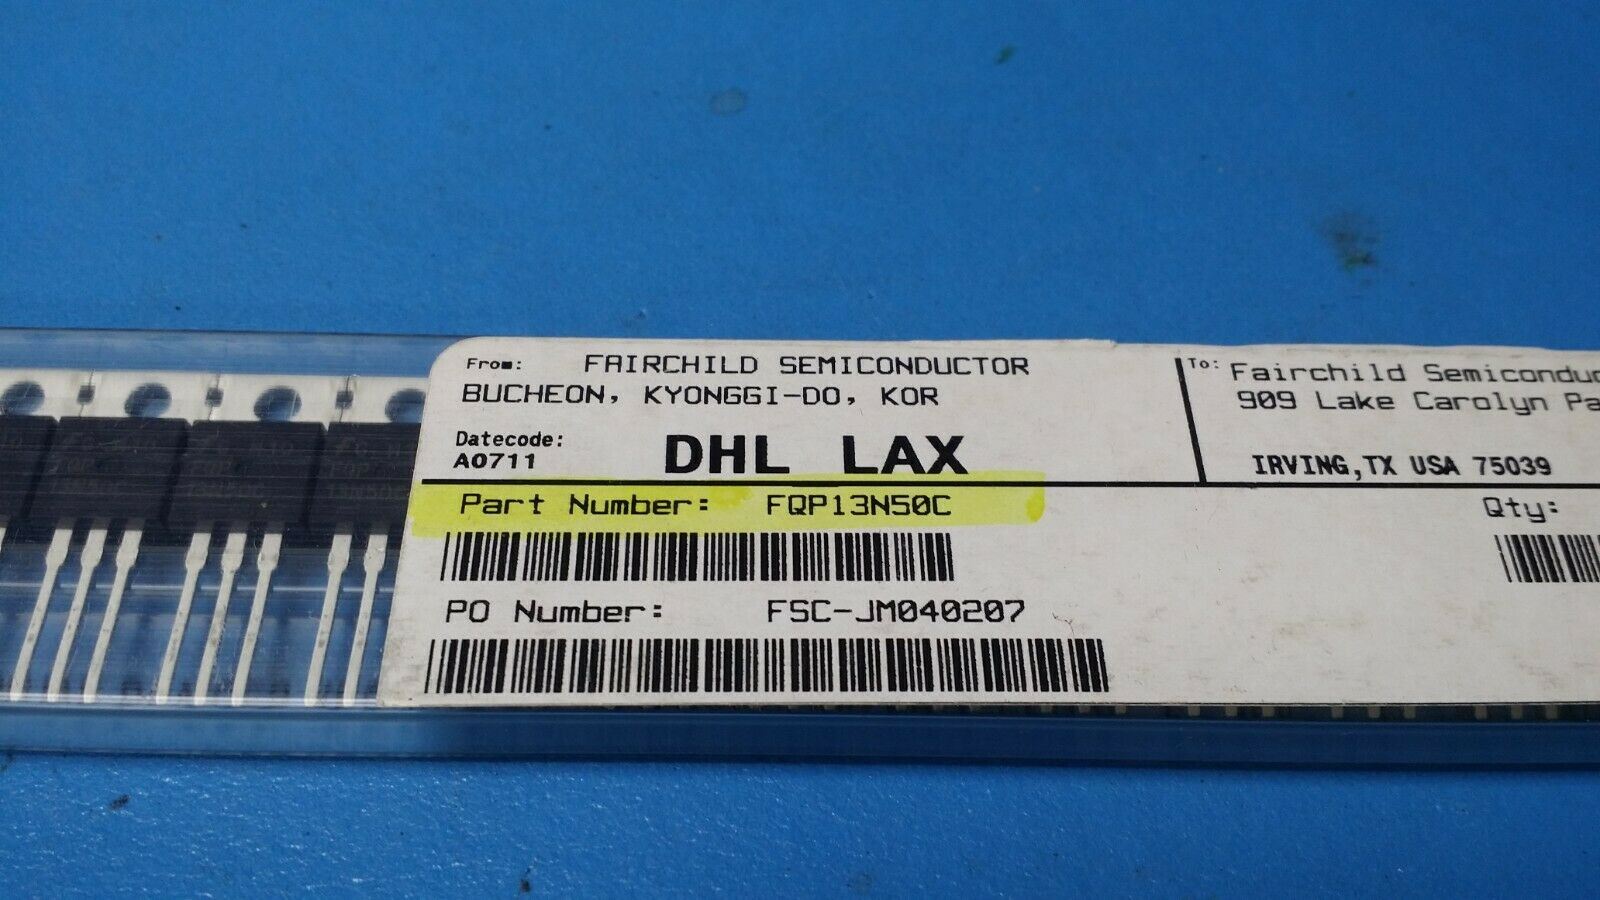 From: FAIRCHILD SEMICONDUCTOR
BUCHEON, KYONGGI-DO, KOR
Datecode:
A0711
DHL LAX
To: Fairchild Semiconduc
909 Lake Carolyn Pa
IRVING,TX USA 75039
Part Number: FQP13N50C
Qty:
PO Number: FSC-JM040207